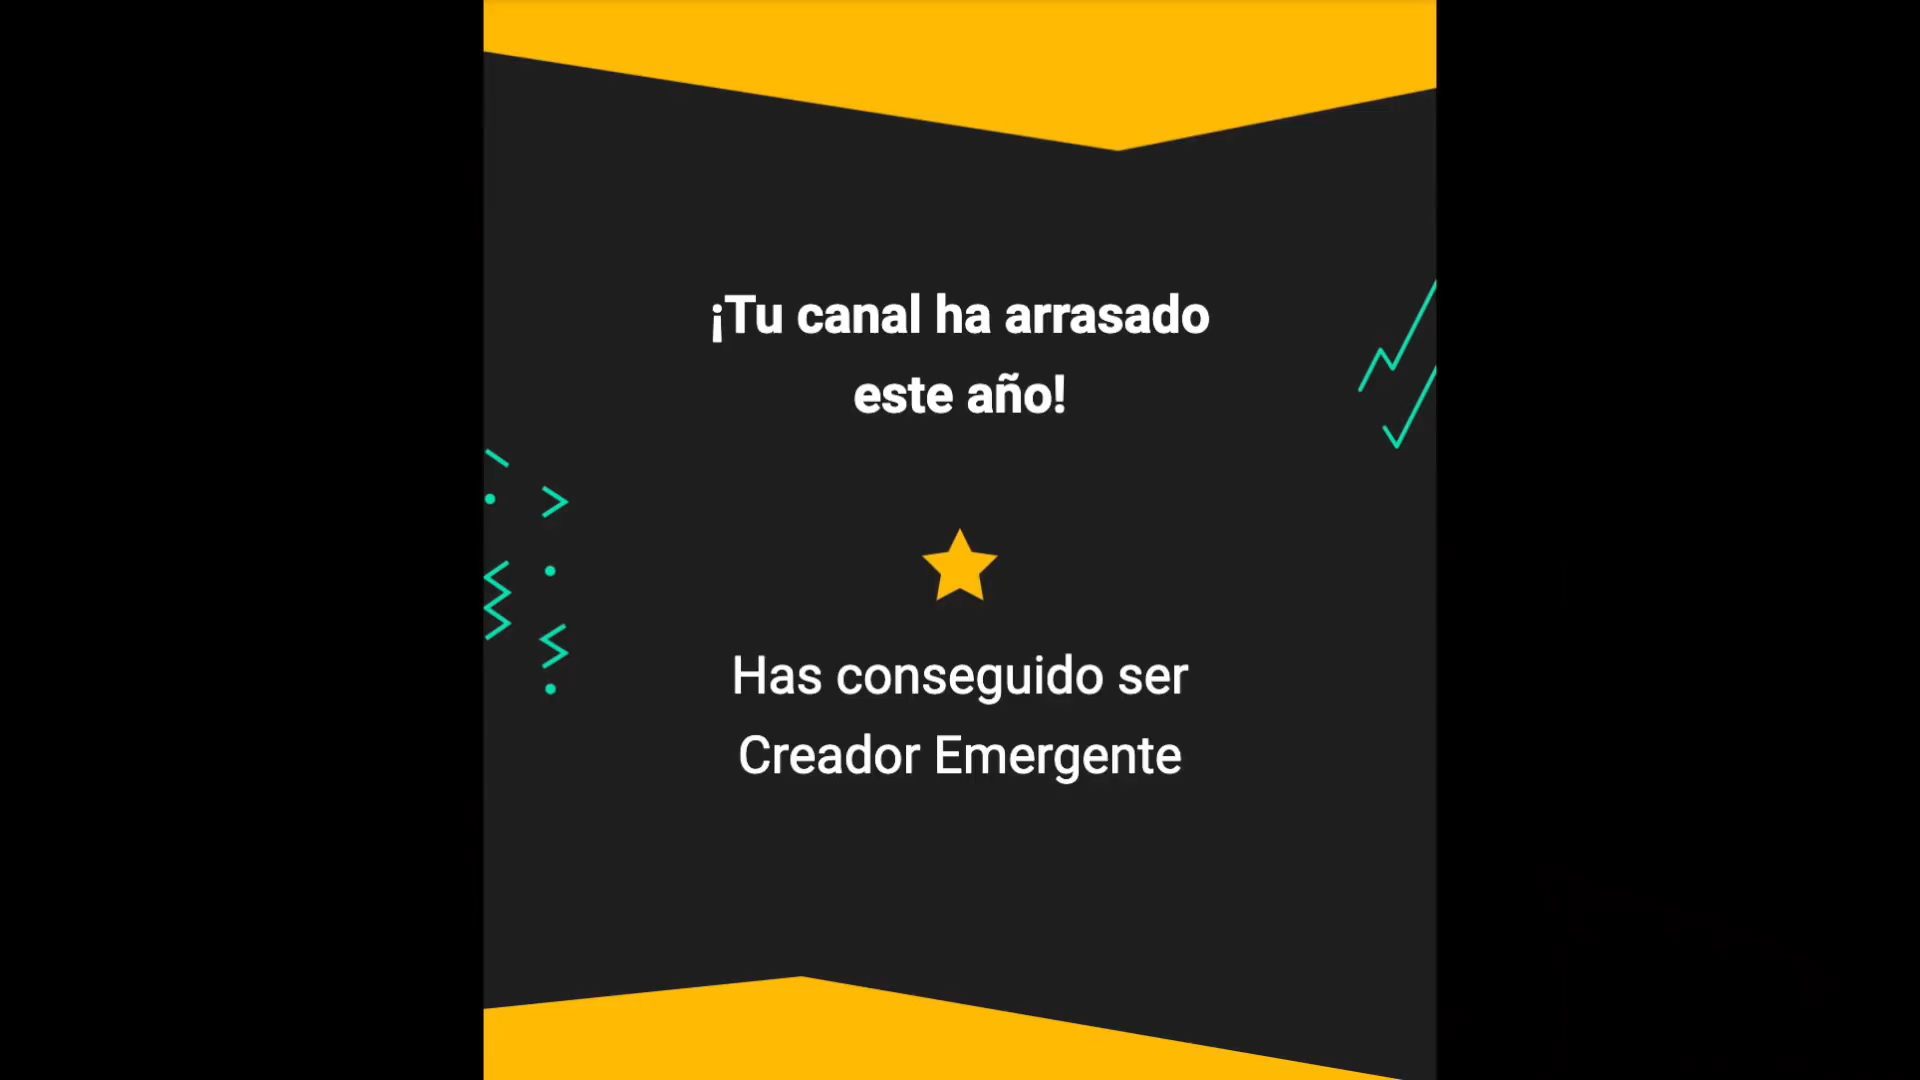 ¡Tu canal ha arrasado
este año!
Has conseguido ser
Creador Emergente